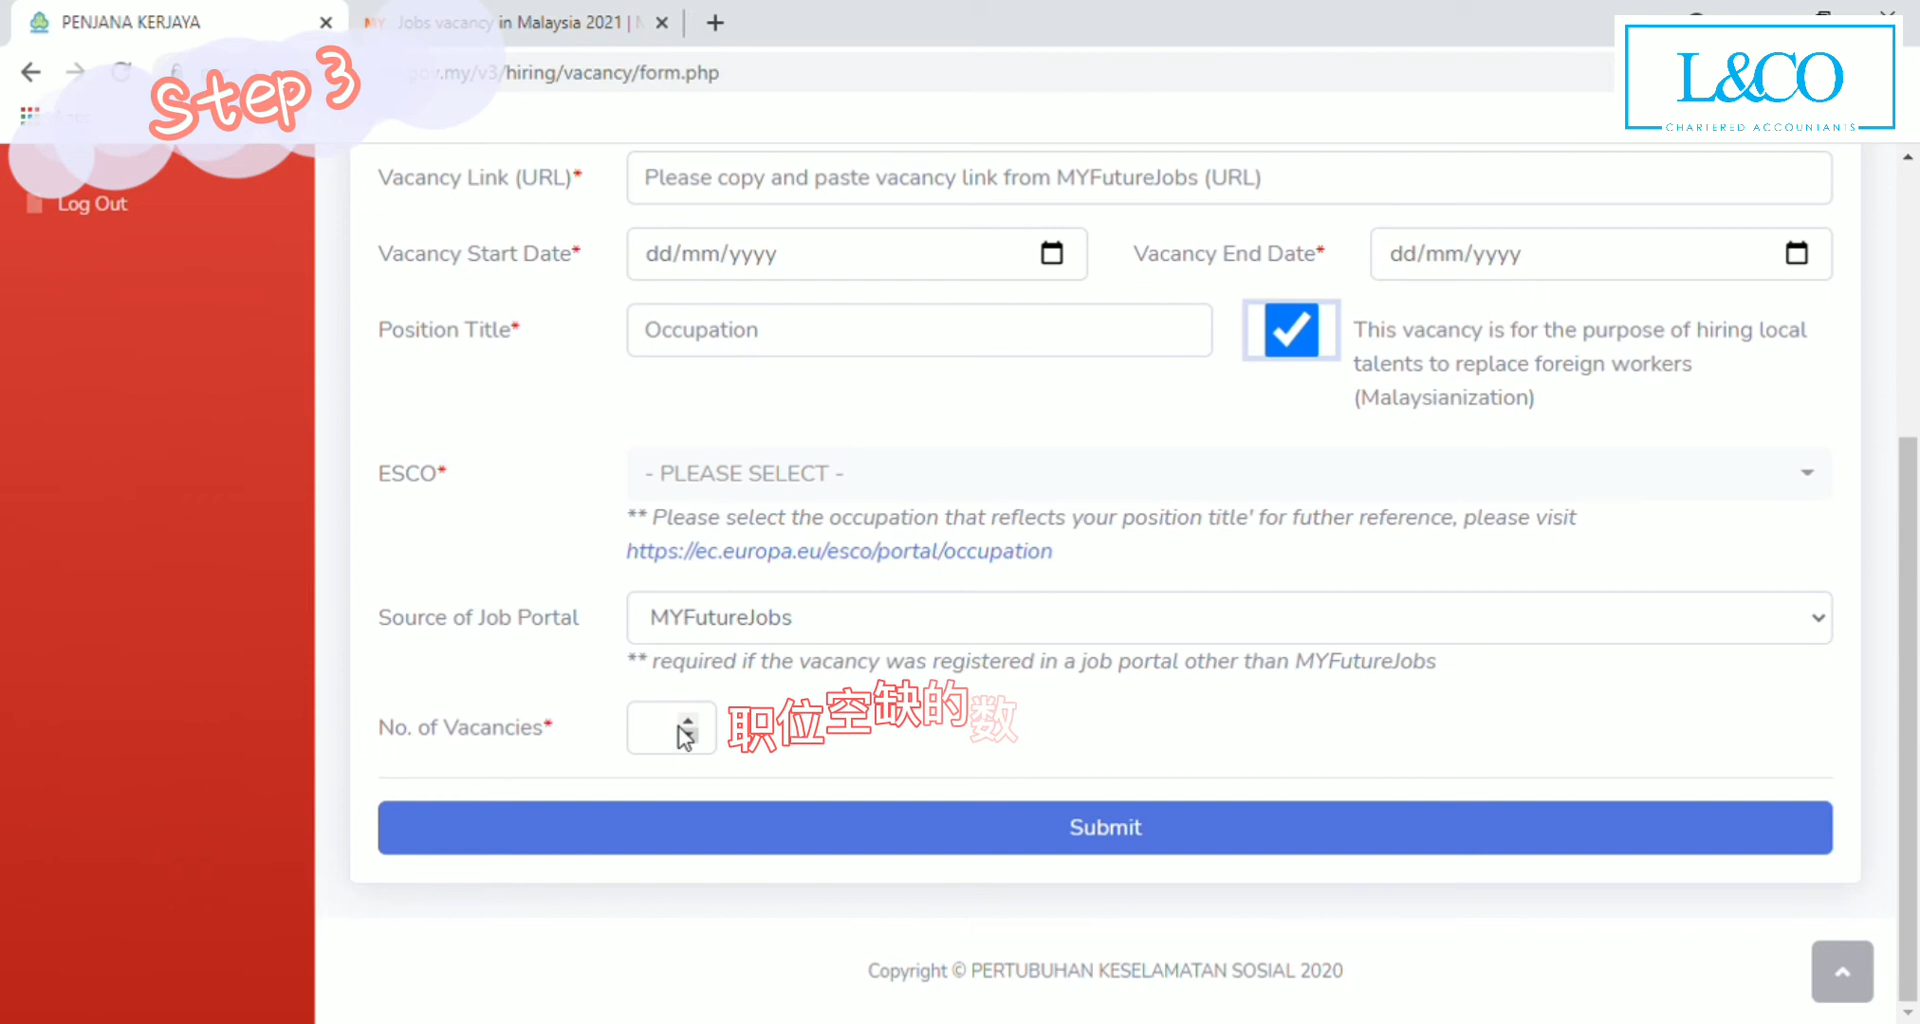 PENJANA KERJAYA
MY Jobs vacancy in Malaysia 2021 |
Step 3
gov.my/v3/hiring/vacancy/form.php
L&CO
CHARTERED ACCOUNTANTS
Log Out
Vacancy Link (URL)*
Please copy and paste vacancy link from MYFutureJobs (URL)
Vacancy Start Date*
dd/mm/yyyy
Vacancy End Date*
dd/mm/yyyy
Position Title*
Occupation
This vacancy is for the purpose of hiring local
talents to replace foreign workers
(Malaysianization)
ESCO*
- PLEASE SELECT -
** Please select the occupation that reflects your position title' for futher reference, please visit
https://ec.europa.eu/esco/portal/occupation
Source of Job Portal
MYFutureJobs
** required if the vacancy was registered in a job portal other than MYFutureJobs
No. of Vacancies*
职位空缺的数
Submit
Copyright © PERTUBUHAN KESELAMATAN SOSIAL 2020